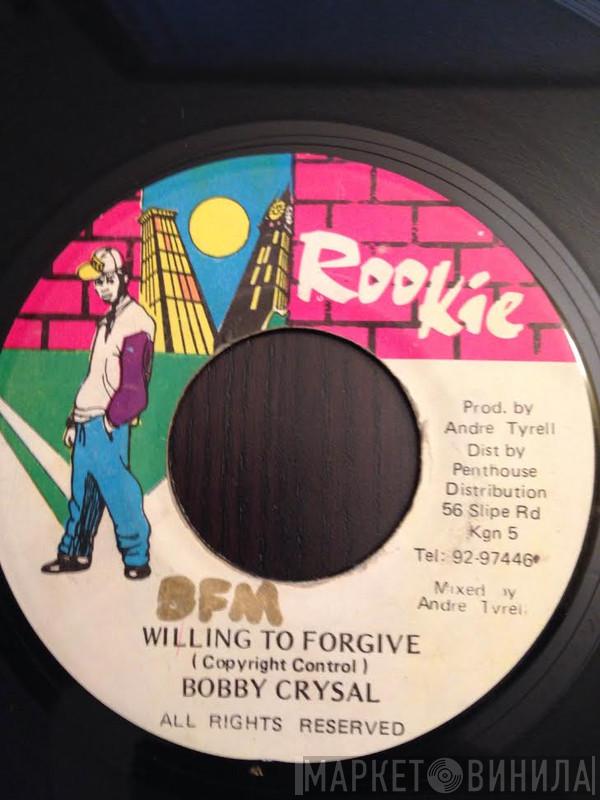 Rookie
Prod. by
Andre Tyrell
Dist by
Penthouse
Distribution
56 Slipe Rd
Kgn 5
Tel: 92-97446
Mixed by
Andre Tyrell
BFM
WILLING TO FORGIVE
(Copyright Control)
BOBBY CRYSAL
ALL RIGHTS RESERVED
МАРКЕТ ВИНИЛА